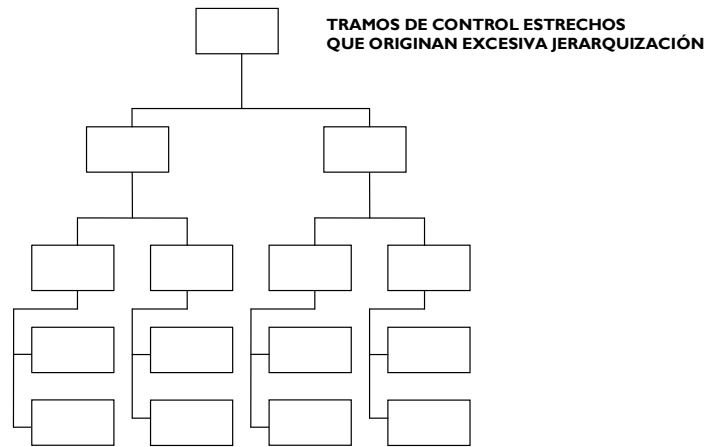 TRAMOS DE CONTROL ESTRECHOS
QUE ORIGINAN EXCESIVA JERARQUIZACIÓN